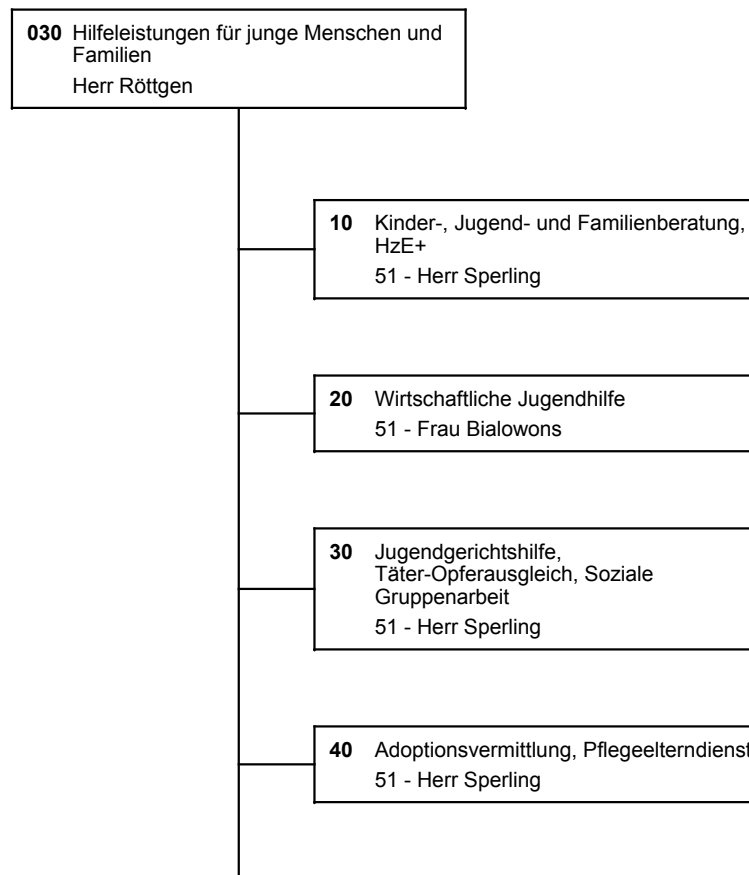 030 Hilfeleistungen für junge Menschen und
Familien
Herr Röttgen
10 Kinder-, Jugend- und Familienberatung,
HzE+
51 - Herr Sperling
20 Wirtschaftliche Jugendhilfe
51 - Frau Bialowons
30 Jugendgerichtshilfe,
Täter-Opferausgleich, Soziale
Gruppenarbeit
51 - Herr Sperling
40 Adoptionsvermittlung, Pflegeelterndienst
51 - Herr Sperling